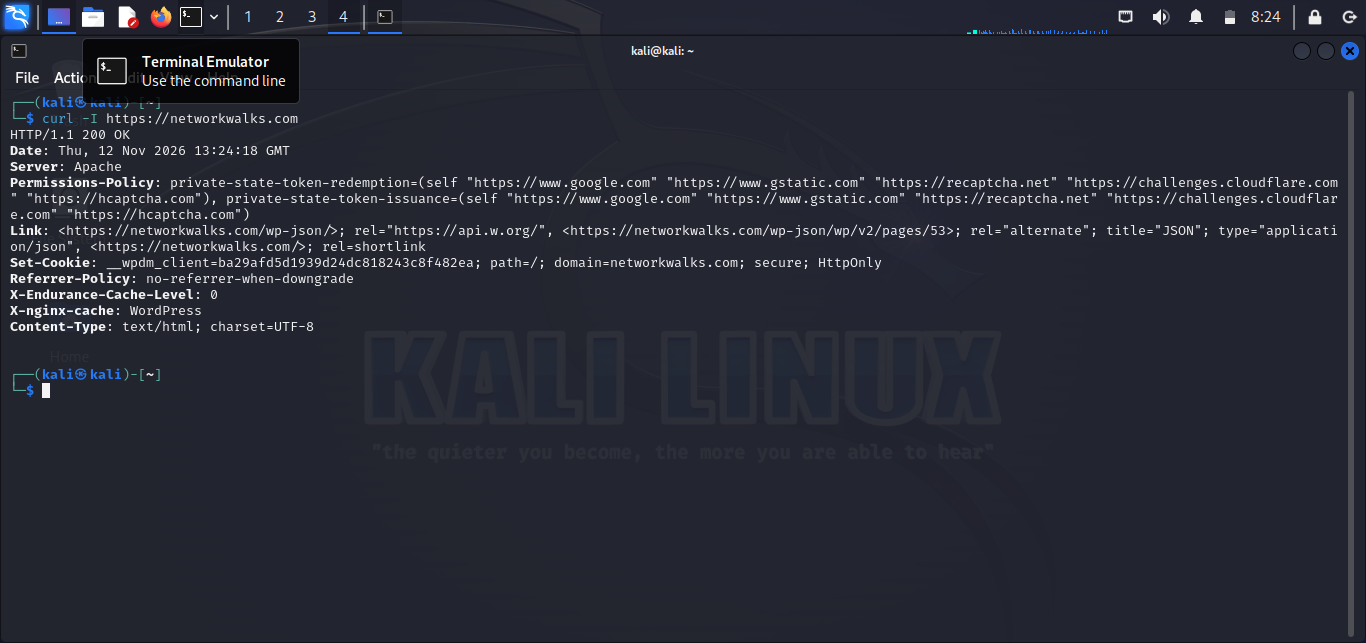 1 2 3 4 8:24
kali@kali: ~
Terminal Emulator
Use the command line
File Action Edit View Help
┌──(kali㉿kali)-[~]
└─$ curl -I https://networkwalks.com
HTTP/1.1 200 OK
Date: Thu, 12 Nov 2026 13:24:18 GMT
Server: Apache
Permissions-Policy: private-state-token-redemption=(self "https://www.google.com" "https://www.gstatic.com" "https://recaptcha.net" "https://challenges.cloudflare.com
" "https://hcaptcha.com"), private-state-token-issuance=(self "https://www.google.com" "https://www.gstatic.com" "https://recaptcha.net" "https://challenges.cloudflar
e.com" "https://hcaptcha.com")
Link: <https://networkwalks.com/wp-json/>; rel="https://api.w.org/", <https://networkwalks.com/wp-json/wp/v2/pages/53>; rel="alternate"; title="JSON"; type="applicati
on/json", <https://networkwalks.com/>; rel=shortlink
Set-Cookie: __wpdm_client=ba29afd5d1939d24dc818243c8f482ea; path=/; domain=networkwalks.com; secure; HttpOnly
Referrer-Policy: no-referrer-when-downgrade
X-Endurance-Cache-Level: 0
X-nginx-cache: WordPress
Content-Type: text/html; charset=UTF-8
Home
┌──(kali㉿kali)-[~]
└─$
KALI LINUX
"the quieter you become, the more you are able to hear"